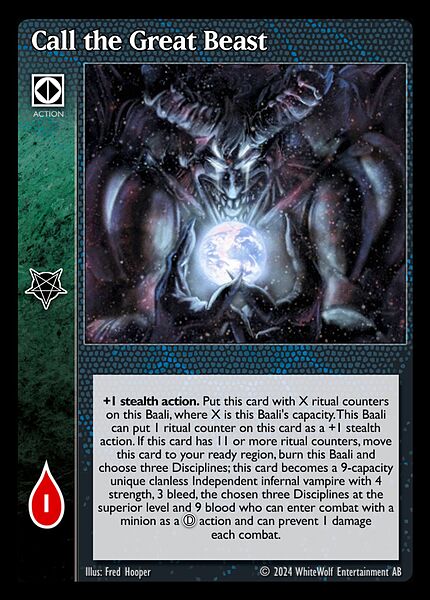 Call the Great Beast
ACTION
+1 stealth action. Put this card with X ritual counters
on this Baali, where X is this Baali's capacity. This Baali
can put 1 ritual counter on this card as a +1 stealth
action. If this card has 11 or more ritual counters, move
this card to your ready region, burn this Baali and
choose three Disciplines; this card becomes a 9-capacity
unique clanless Independent infernal vampire with 4
strength, 3 bleed, the chosen three Disciplines at the
superior level and 9 blood who can enter combat with a
minion as a Ⓓ action and can prevent 1 damage
each combat.
1
Illus: Fred Hooper © 2024 WhiteWolf Entertainment AB